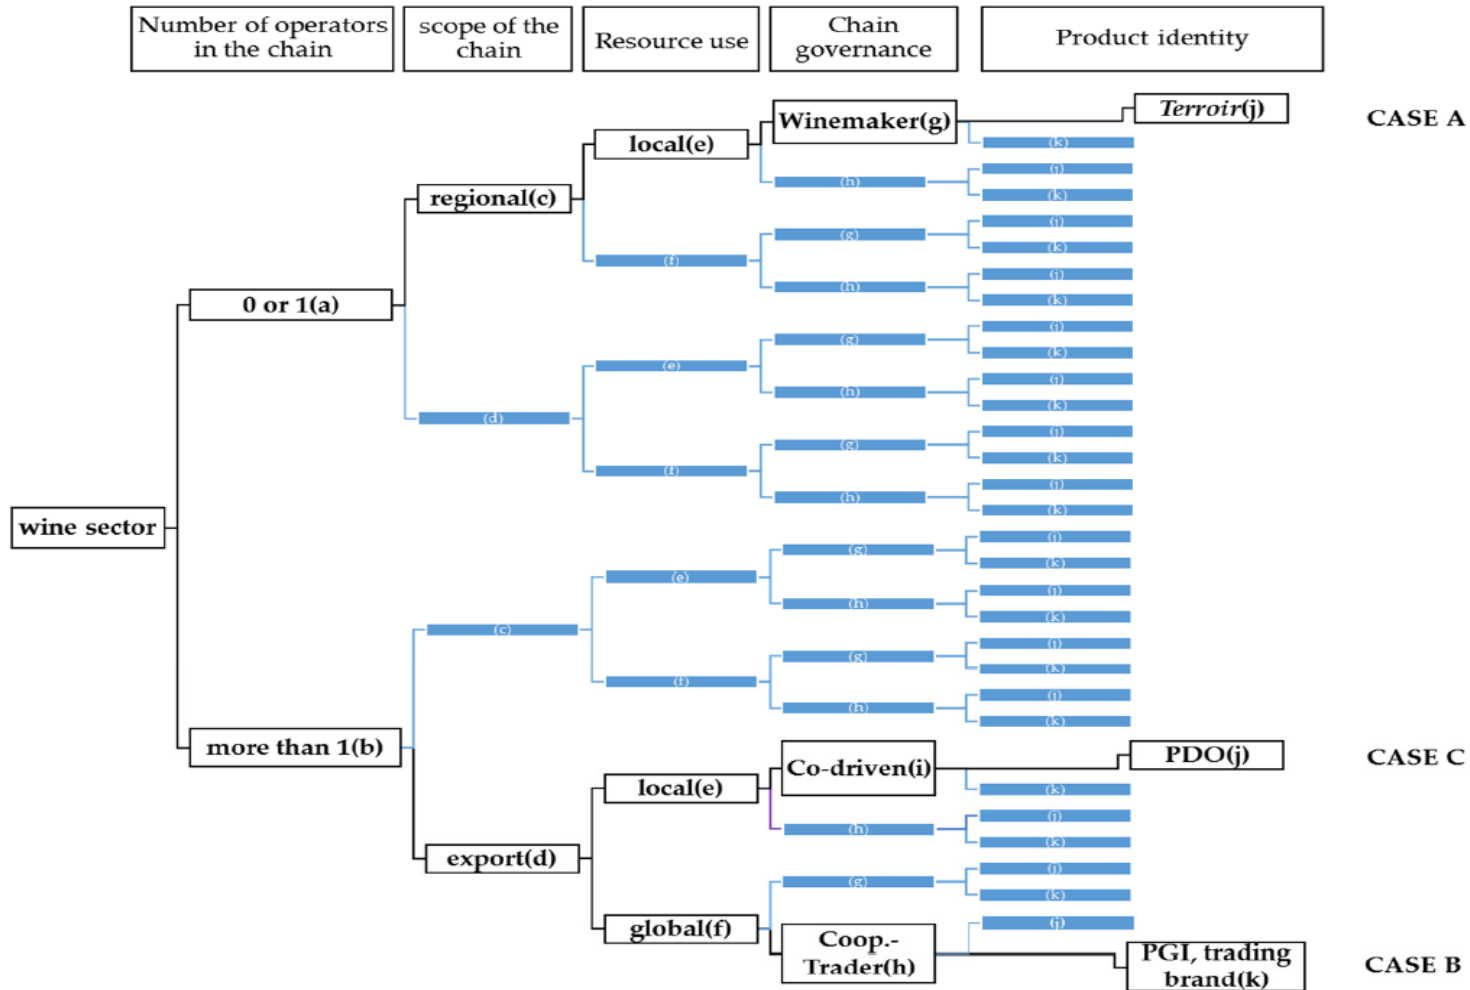 Number of operators
in the chain
scope of the
chain
Resource use
Chain
governance
Product identity
Terroir(j)
CASE A
Winemaker(g)
(k)
local(e)
(j)
(h)
(k)
regional(c)
(j)
(g)
(k)
(f)
(j)
(h)
(k)
0 or 1(a)
(j)
(g)
(k)
(e)
(j)
(h)
(k)
(d)
(j)
(g)
(k)
(f)
(j)
(h)
(k)
wine sector
(j)
(g)
(k)
(e)
(j)
(h)
(k)
(c)
(j)
(g)
(k)
(f)
(j)
(h)
(k)
more than 1(b)
PDO(j)
CASE C
Co-driven(i)
(k)
local(e)
(j)
(h)
(k)
export(d)
(j)
(g)
(k)
global(f)
(j)
Coop.-
Trader(h)
PGI, trading
brand(k)
CASE B